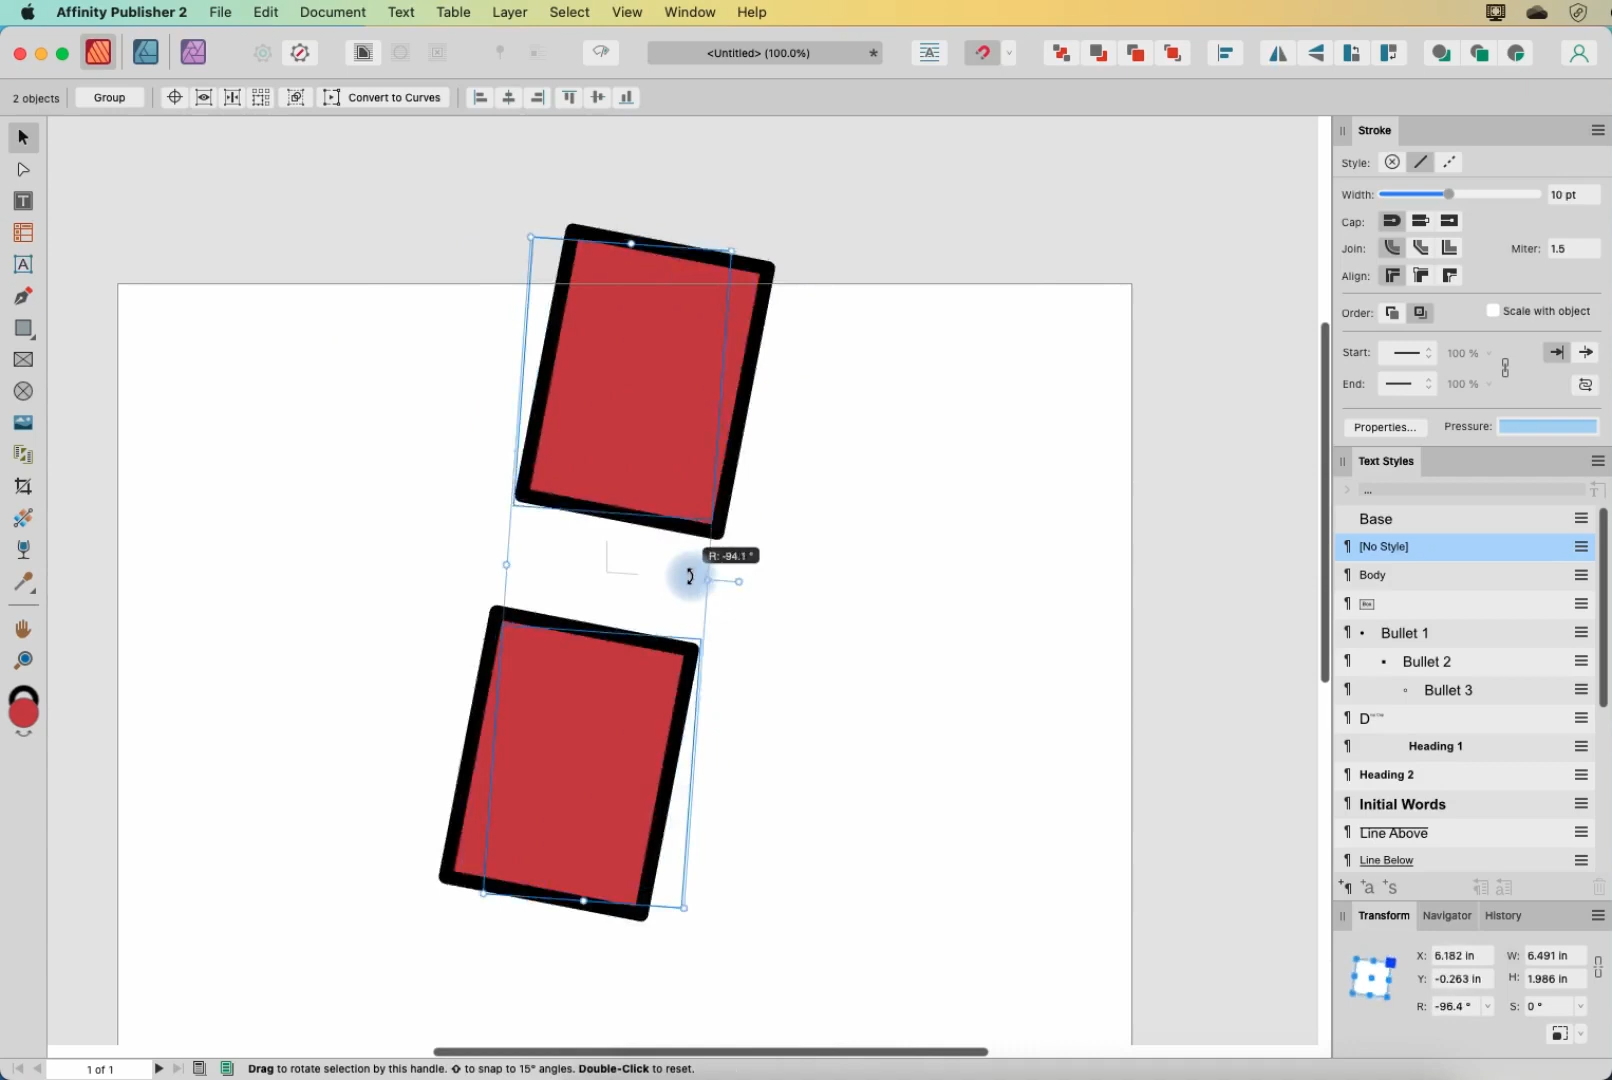 Affinity Publisher 2 File Edit Document Text Table Layer Select View Window Help
<Untitled> (100.0%) *
2 objects Group Convert to Curves
Stroke
Style:
Width: 10 pt
Cap:
Join: Miter: 1.5
Align:
Order: Scale with object
Start: 100 %
End: 100 %
Properties... Pressure:
Text Styles
...
Base
[No Style]
Body
Bullet 1
Bullet 2
Bullet 3
Heading 1
Heading 2
Initial Words
Line Above
Line Below
R: -94.1 °
Transform Navigator History
X: 6.182 in W: 6.491 in
Y: -0.263 in H: 1.986 in
R: -96.4 ° S: 0 °
1 of 1 Drag to rotate selection by this handle. ⇧ to snap to 15° angles. Double-Click to reset.